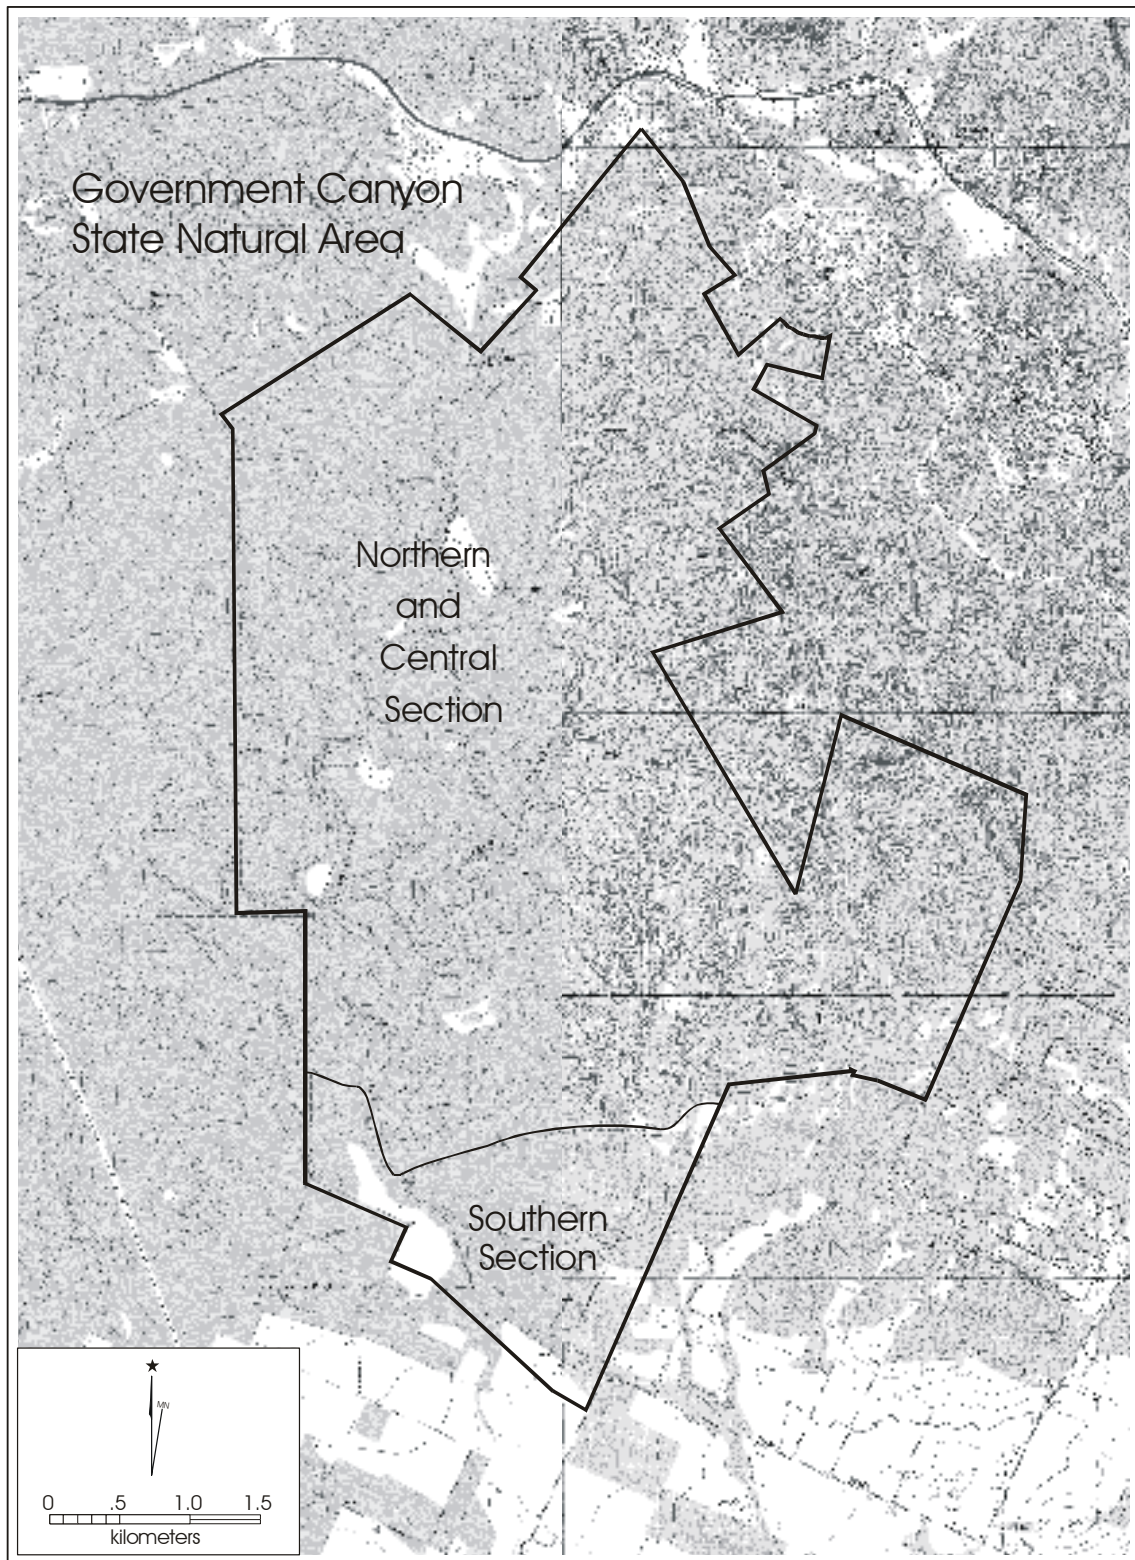 Government Canyon
State Natural Area
Northern
and
Central
Section
Southern
Section
MN
0 .5 1.0 1.5
kilometers